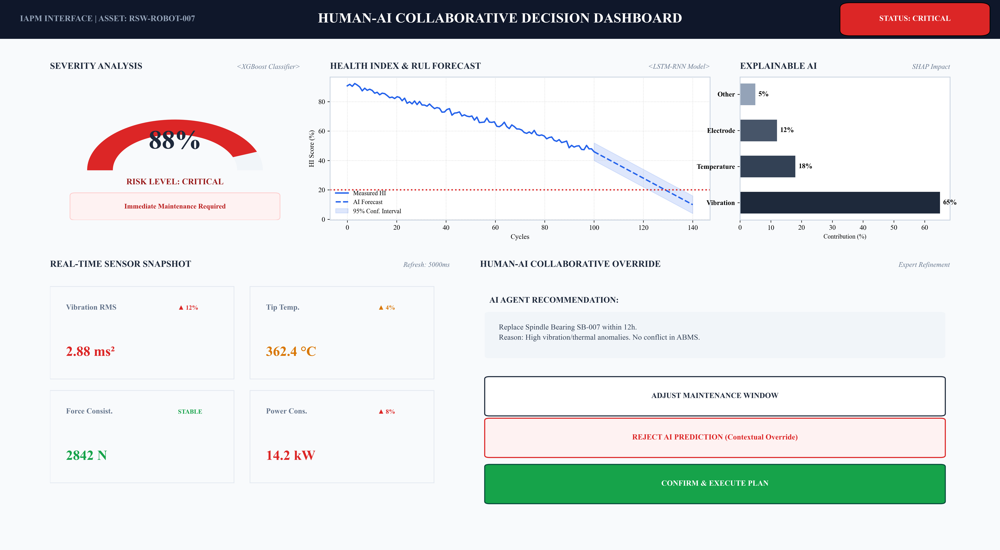 IAPM INTERFACE | ASSET: RSW-ROBOT-007
HUMAN-AI COLLABORATIVE DECISION DASHBOARD
STATUS: CRITICAL
SEVERITY ANALYSIS
<XGBoost Classifier>
88%
RISK LEVEL: CRITICAL
Immediate Maintenance Required
HEALTH INDEX & RUL FORECAST
<LSTM-RNN Model>
HI Score (%)
80
60
40
20
0
Measured HI
AI Forecast
95% Conf. Interval
0 20 40 60 80 100 120 140
Cycles
EXPLAINABLE AI
SHAP Impact
Other 5%
Electrode 12%
Temperature 18%
Vibration 65%
0 10 20 30 40 50 60
Contribution (%)
REAL-TIME SENSOR SNAPSHOT
Refresh: 5000ms
Vibration RMS ▲ 12%
2.88 ms²
Tip Temp. ▲ 4%
362.4 °C
Force Consist. STABLE
2842 N
Power Cons. ▲ 8%
14.2 kW
HUMAN-AI COLLABORATIVE OVERRIDE
Expert Refinement
AI AGENT RECOMMENDATION:
Replace Spindle Bearing SB-007 within 12h.
Reason: High vibration/thermal anomalies. No conflict in ABMS.
ADJUST MAINTENANCE WINDOW
REJECT AI PREDICTION (Contextual Override)
CONFIRM & EXECUTE PLAN